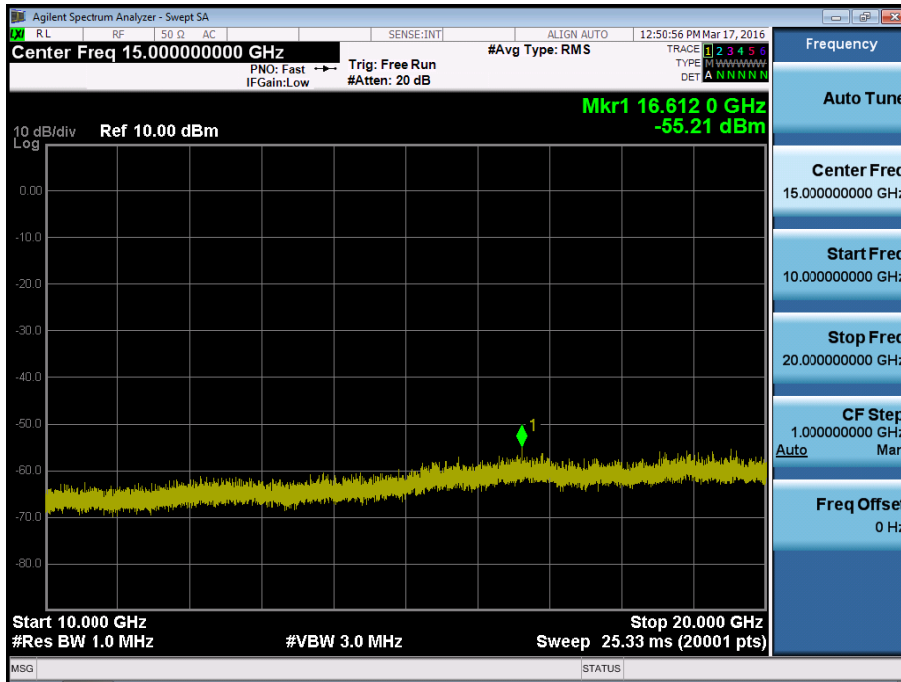 Agilent Spectrum Analyzer - Swept SA
LXI RL RF 50 Ω AC SENSE:INT ALIGN AUTO 12:50:56 PM Mar 17, 2016
Center Freq 15.000000000 GHz
PNO: Fast
IFGain:Low
Trig: Free Run
#Atten: 20 dB
#Avg Type: RMS
TRACE 1 2 3 4 5 6
TYPE M WWWWW
DET A N N N N N
Mkr1 16.612 0 GHz
-55.21 dBm
10 dB/div Ref 10.00 dBm
Log
0.00
-10.0
-20.0
-30.0
-40.0
-50.0
-60.0
-70.0
-80.0
1
Start 10.000 GHz Stop 20.000 GHz
#Res BW 1.0 MHz #VBW 3.0 MHz Sweep 25.33 ms (20001 pts)
MSG STATUS
Frequency
Auto Tune
Center Freq
15.000000000 GHz
Start Freq
10.000000000 GHz
Stop Freq
20.000000000 GHz
CF Step
1.000000000 GHz
Auto Man
Freq Offset
0 Hz